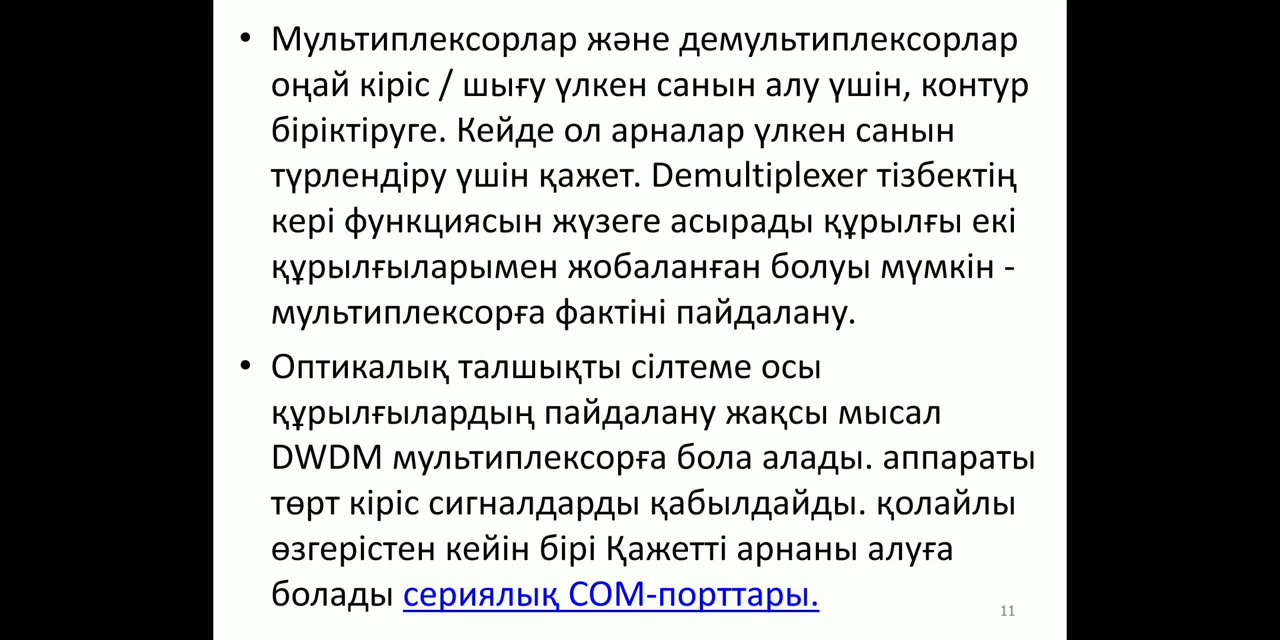 • Мультиплексорлар және демультиплексорлар
оңай кіріс / шығу үлкен санын алу үшін, контур
біріктіруге. Кейде ол арналар үлкен санын
түрлендіру үшін қажет. Demultiplexer тізбектің
кері функциясын жүзеге асырады құрылғы екі
құрылғыларымен жобаланған болуы мүмкін -
мультиплексорға фактіні пайдалану.
• Оптикалық талшықты сілтеме осы
құрылғылардың пайдалану жақсы мысал
DWDM мультиплексорға бола алады. аппараты
төрт кіріс сигналдарды қабылдайды. қолайлы
өзгерістен кейін бірі Қажетті арнаны алуға
болады сериялық COM-порттары.
11